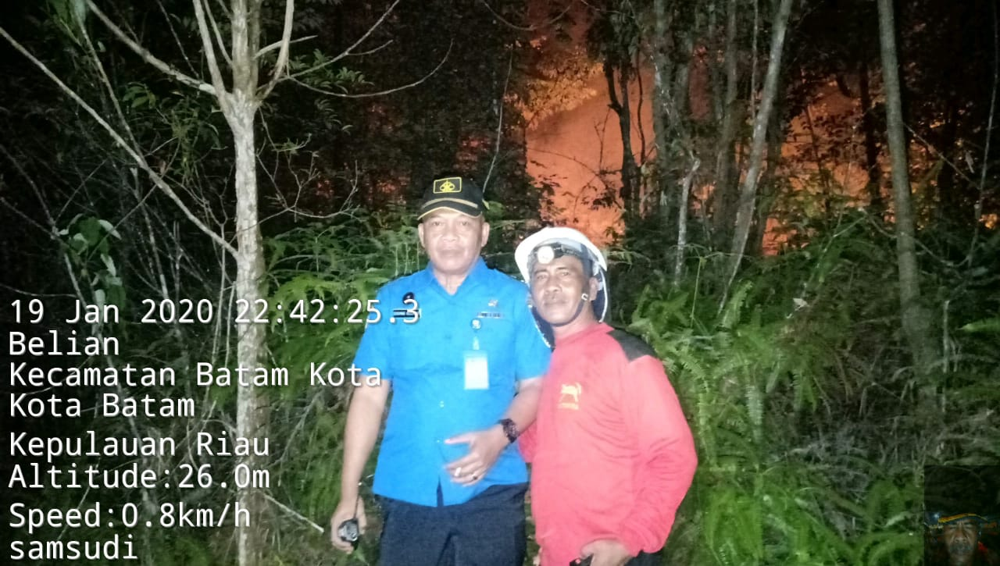 19 Jan 2020 22:42:25.3
Belian
Kecamatan Batam Kota
Kota Batam
Kepulauan Riau
Altitude:26.0m
Speed:0.8km/h
samsudi